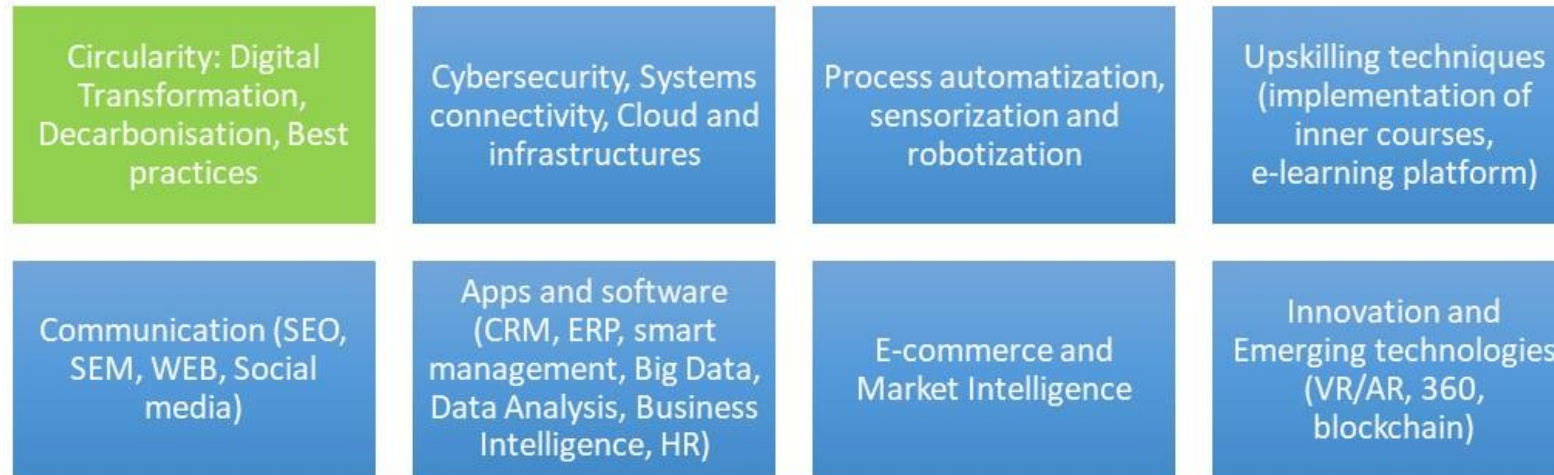 Circularity: Digital
Transformation,
Decarbonisation, Best
practices
Cybersecurity, Systems
connectivity, Cloud and
infrastructures
Process automatization,
sensorization and
robotization
Upskilling techniques
(implementation of
inner courses,
e-learning platform)
Communication (SEO,
SEM, WEB, Social
media)
Apps and software
(CRM, ERP, smart
management, Big Data,
Data Analysis, Business
Intelligence, HR)
E-commerce and
Market Intelligence
Innovation and
Emerging technologies
(VR/AR, 360,
blockchain)